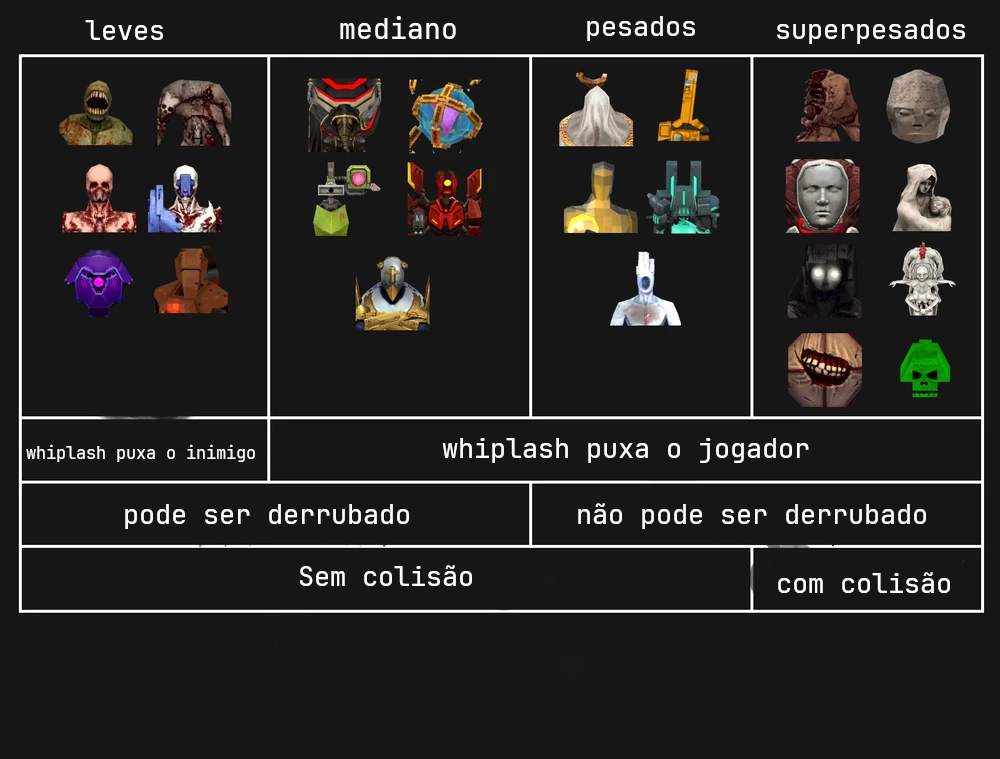 leves
mediano
pesados
superpesados
whiplash puxa o inimigo
whiplash puxa o jogador
pode ser derrubado
não pode ser derrubado
Sem colisão
com colisão